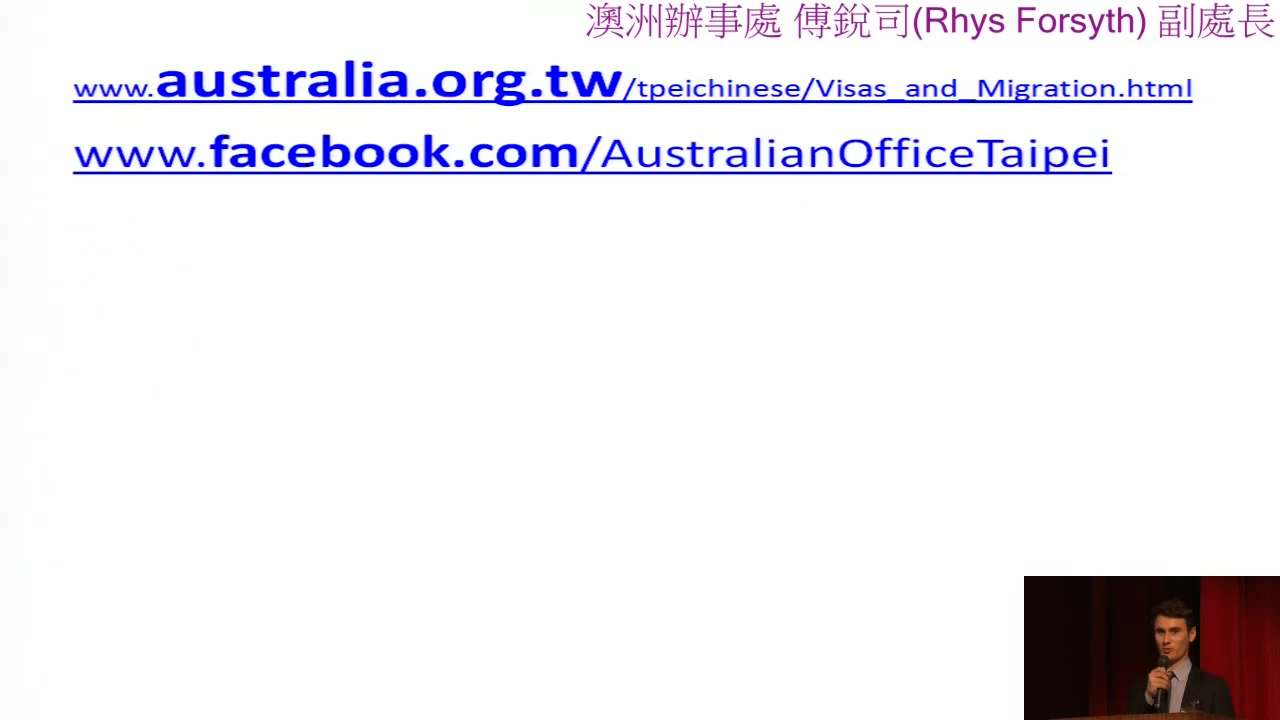 澳洲辦事處 傅銳司(Rhys Forsyth) 副處長
www.australia.org.tw/tpeichinese/Visas_and_Migration.html
www.facebook.com/AustralianOfficeTaipei